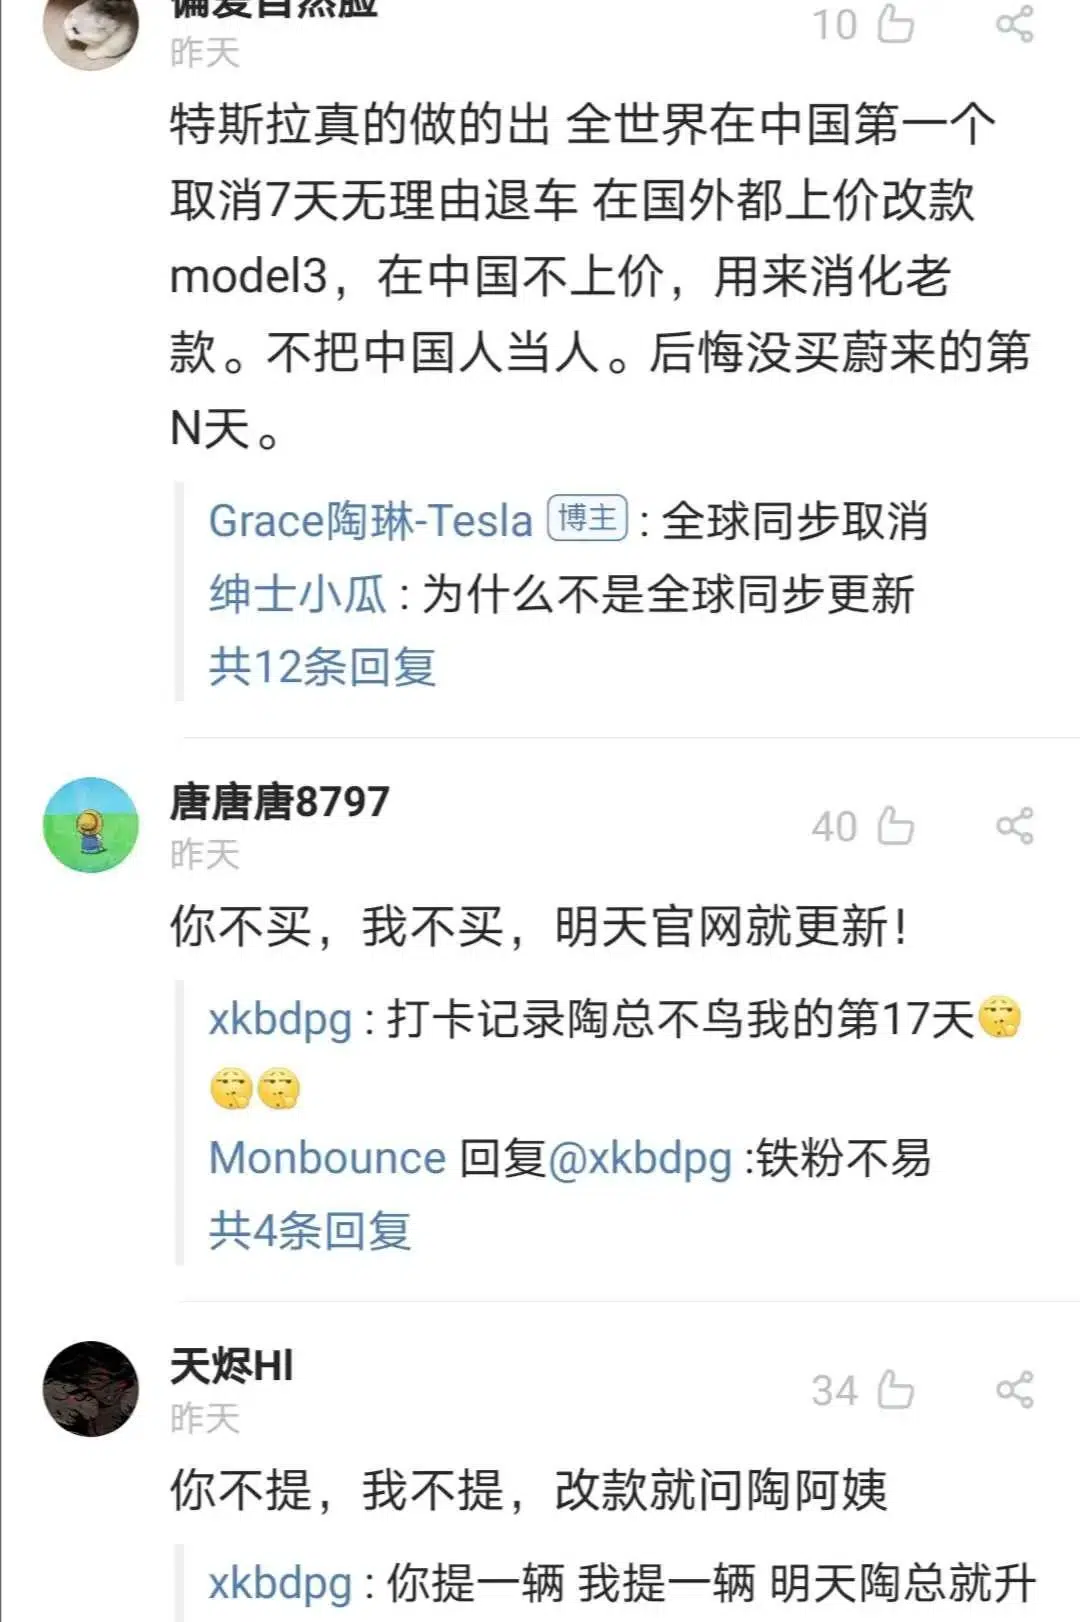 偏爱自然脸
10
昨天
特斯拉真的做的出 全世界在中国第一个
取消7天无理由退车 在国外都上价改款
model3，在中国不上价，用来消化老
款。不把中国人当人。后悔没买蔚来的第
N天。
Grace陶琳-Tesla 博主 : 全球同步取消
绅士小瓜 : 为什么不是全球同步更新
共12条回复
唐唐唐8797
40
昨天
你不买，我不买，明天官网就更新！
xkbdpg : 打卡记录陶总不鸟我的第17天
Monbounce 回复@xkbdpg :铁粉不易
共4条回复
天烬Hl
34
昨天
你不提，我不提，改款就问陶阿姨
xkbdpg : 你提一辆 我提一辆 明天陶总就升